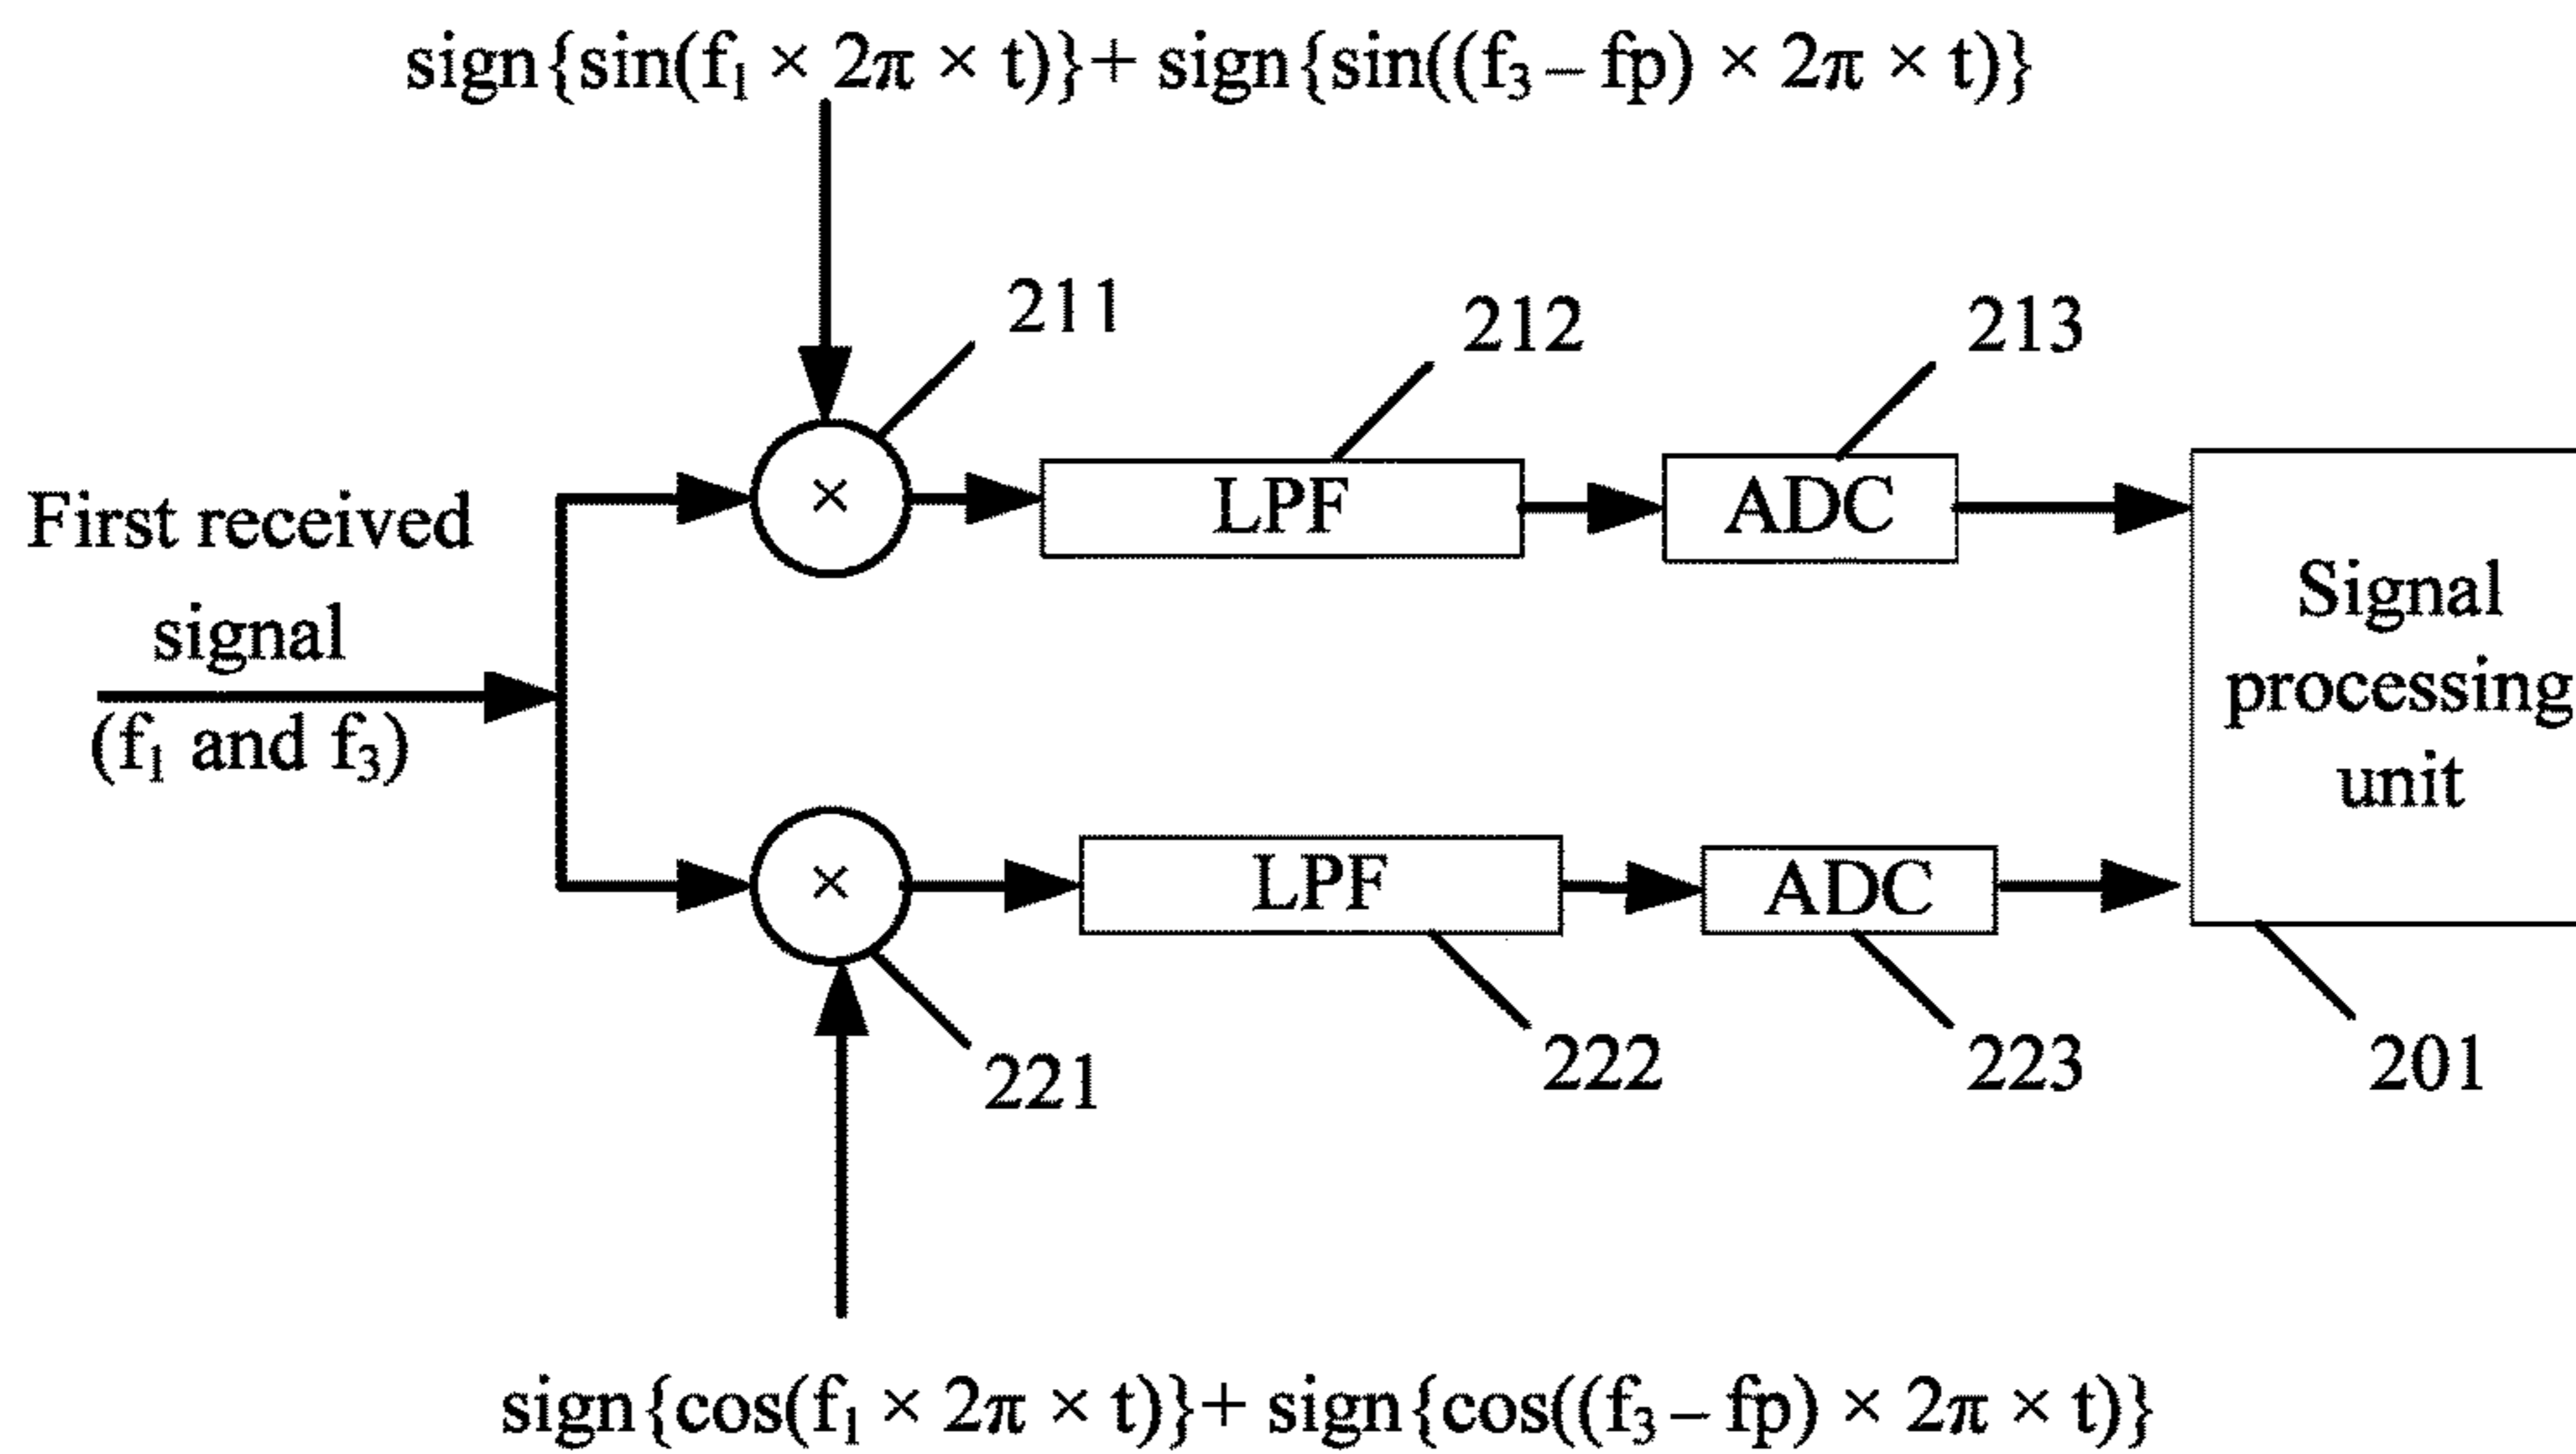 sign{sin(f₁ × 2π × t)}+ sign{sin((f₃ – fp) × 2π × t)}
211
212
213
First received
signal
(f₁ and f₃)
×
LPF
ADC
Signal
processing
unit
×
LPF
ADC
221
222
223
201
sign{cos(f₁ × 2π × t)}+ sign{cos((f₃ – fp) × 2π × t)}